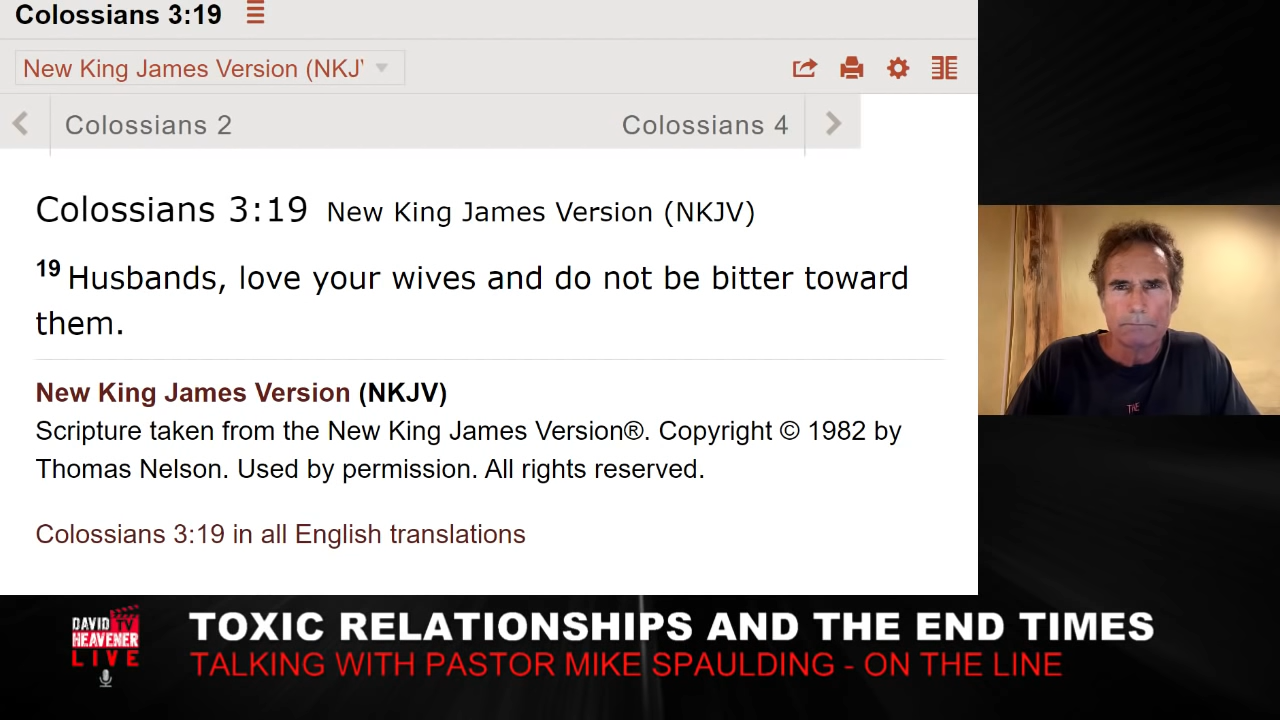 Colossians 3:19
New King James Version (NKJ
Colossians 2
Colossians 4
Colossians 3:19 New King James Version (NKJV)
19 Husbands, love your wives and do not be bitter toward
them.
New King James Version (NKJV)
Scripture taken from the New King James Version®. Copyright © 1982 by
Thomas Nelson. Used by permission. All rights reserved.
Colossians 3:19 in all English translations
THE
DAVID TV
HEAVENER
LIVE
TOXIC RELATIONSHIPS AND THE END TIMES
TALKING WITH PASTOR MIKE SPAULDING - ON THE LINE